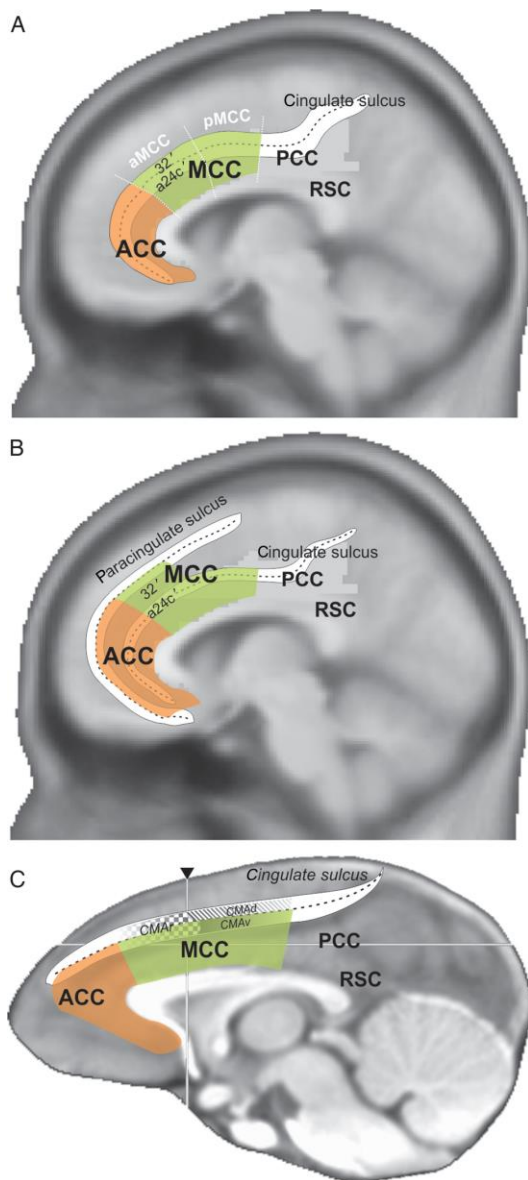 A
Cingulate sulcus
pMCC
aMCC
32′
a24c′
MCC
PCC
RSC
ACC
B
Paracingulate sulcus
Cingulate sulcus
MCC
32′
a24c′
PCC
RSC
ACC
C
Cingulate sulcus
CMAd
CMAr
CMAv
MCC
PCC
RSC
ACC